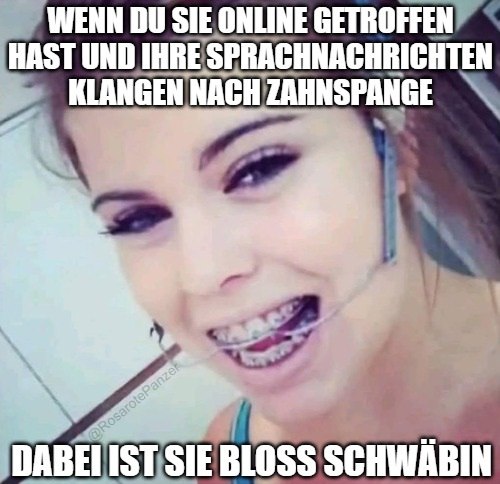 WENN DU SIE ONLINE GETROFFEN
HAST UND IHRE SPRACHNACHRICHTEN
KLANGEN NACH ZAHNSPANGE
@RosarotePanzer
DABEI IST SIE BLOSS SCHWÄBIN